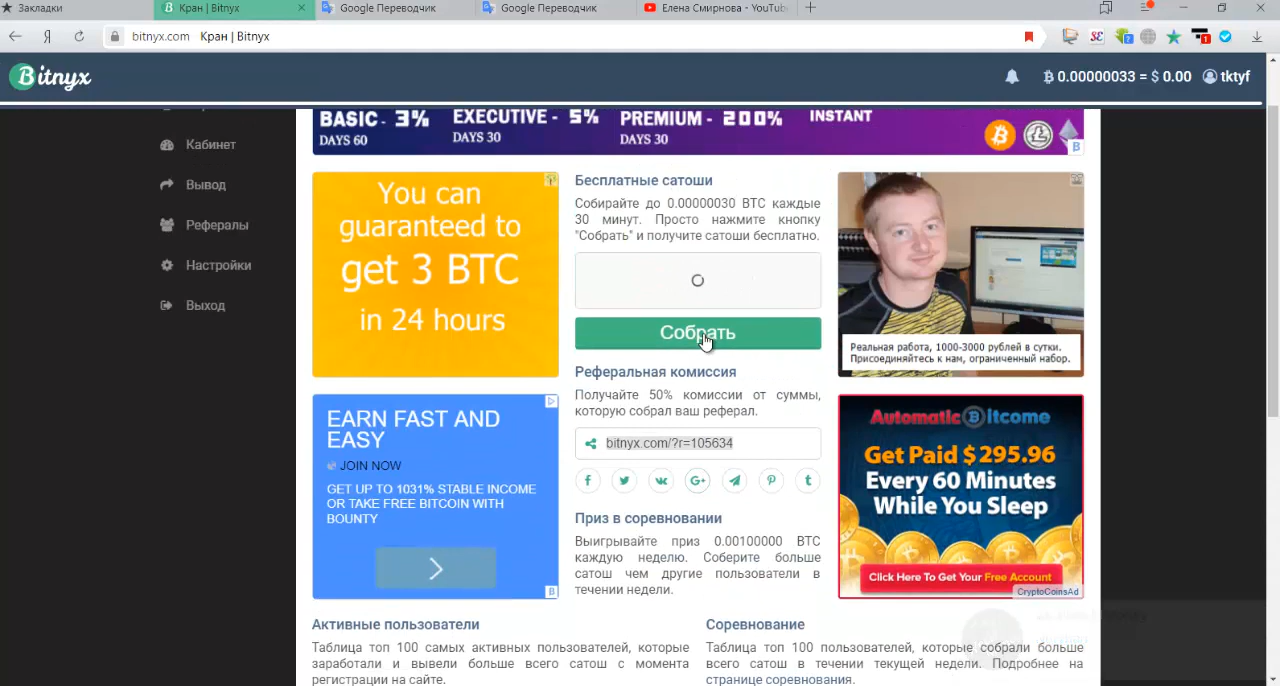 Закладки
Кран | Bitnyx
Google Переводчик
Google Переводчик
Елена Смирнова - YouTub
bitnyx.com Кран | Bitnyx
Bitnyx
0.00000033 = $ 0.00 tktyf
Кабинет
Вывод
Рефералы
Настройки
Выход
BASIC - 3%
DAYS 60
EXECUTIVE - 5%
DAYS 30
PREMIUM - 200%
DAYS 30
INSTANT
You can
guaranteed to
get 3 BTC
in 24 hours
EARN FAST AND
EASY
JOIN NOW
GET UP TO 1031% STABLE INCOME
OR TAKE FREE BITCOIN WITH
BOUNTY
Бесплатные сатоши
Собирайте до 0.00000030 BTC каждые
30 минут. Просто нажмите кнопку
"Собрать" и получите сатоши бесплатно.
Собрать
Реферальная комиссия
Получайте 50% комиссии от суммы,
которую собрал ваш реферал.
bitnyx.com/?r=105634
Приз в соревновании
Выигрывайте приз 0.00100000 BTC
каждую неделю. Соберите больше
сатош чем другие пользователи в
течении недели.
Реальная работа, 1000-3000 рублей в сутки.
Присоединяйтесь к нам, ограниченный набор.
Automatic Bitcome
Get Paid $295.96
Every 60 Minutes
While You Sleep
Click Here To Get Your Free Account
CryptoCoinsAd
Активные пользователи
Таблица топ 100 самых активных пользователей, которые
заработали и вывели больше всего сатош с момента
регистрации на сайте.
Соревнование
Таблица топ 100 пользователей, которые собрали больше
всего сатош в течении текущей недели. Подробнее на
странице соревнования.